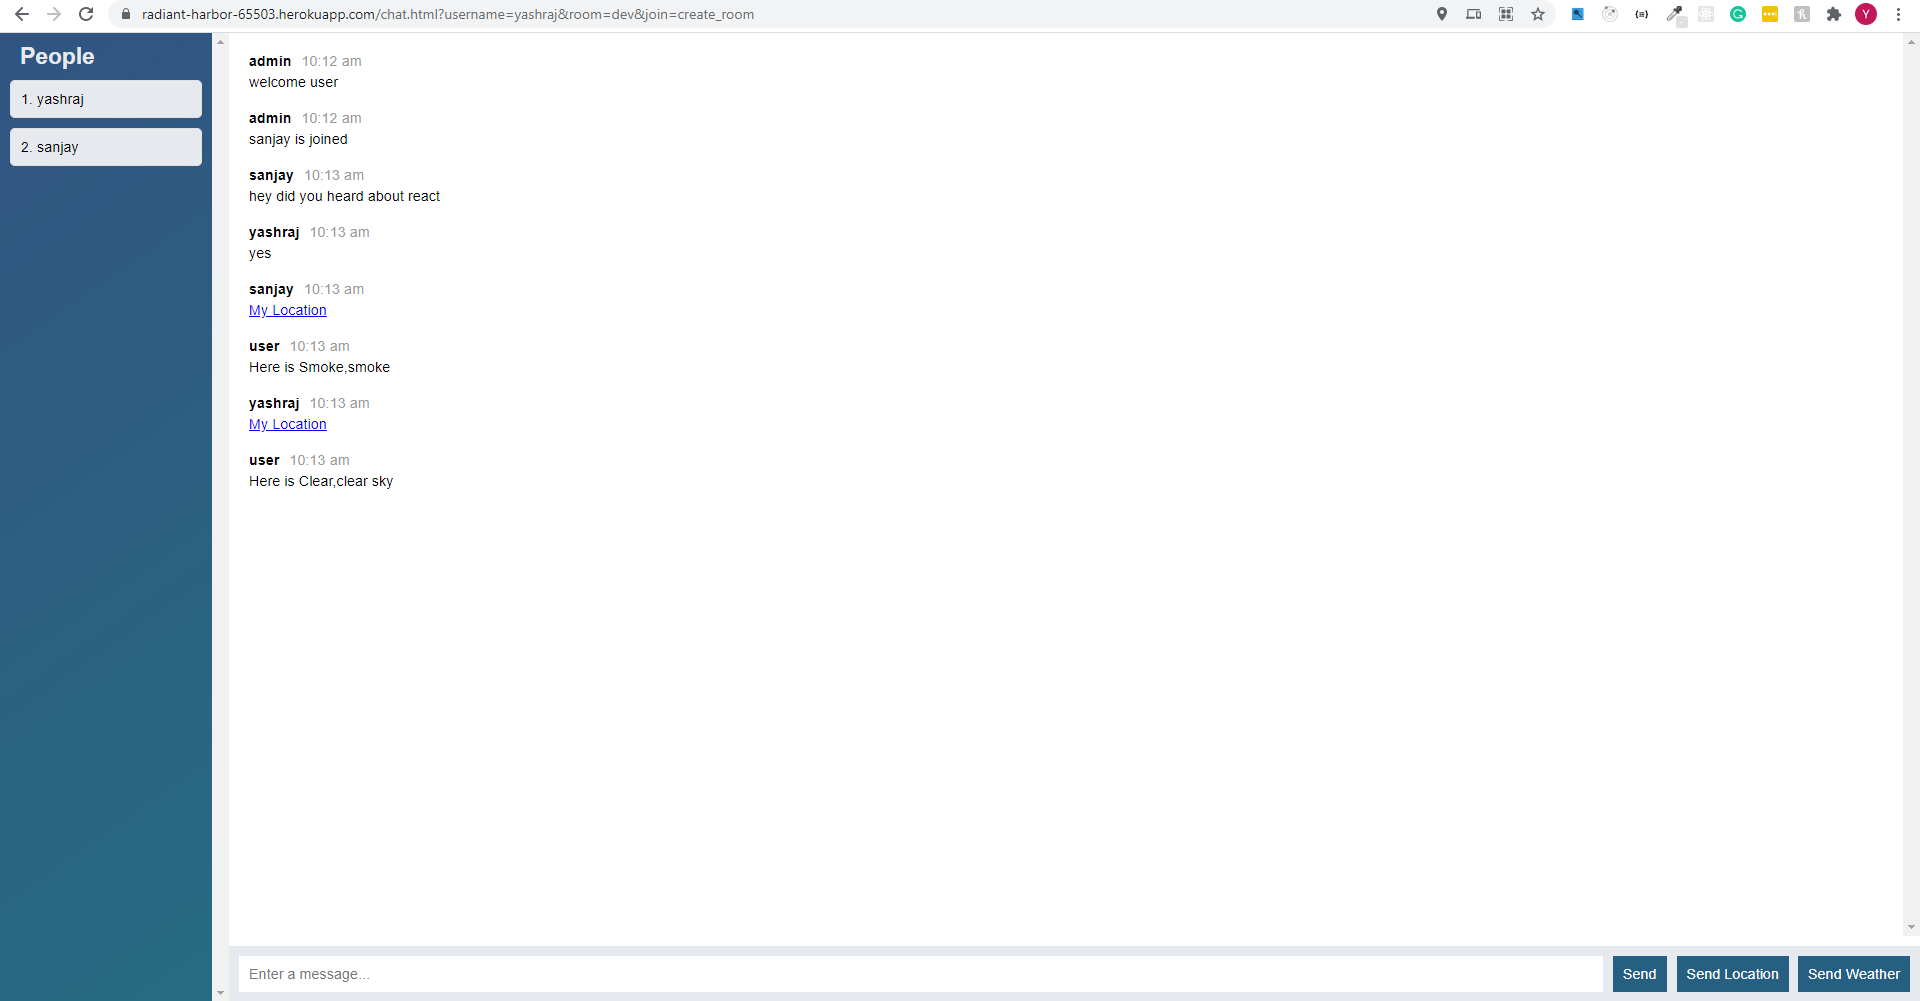 radiant-harbor-65503.herokuapp.com/chat.html?username=yashraj&room=dev&join=create_room
Y
People
1. yashraj
2. sanjay
admin 10:12 am
welcome user
admin 10:12 am
sanjay is joined
sanjay 10:13 am
hey did you heard about react
yashraj 10:13 am
yes
sanjay 10:13 am
My Location
user 10:13 am
Here is Smoke,smoke
yashraj 10:13 am
My Location
user 10:13 am
Here is Clear,clear sky
Enter a message...
Send
Send Location
Send Weather